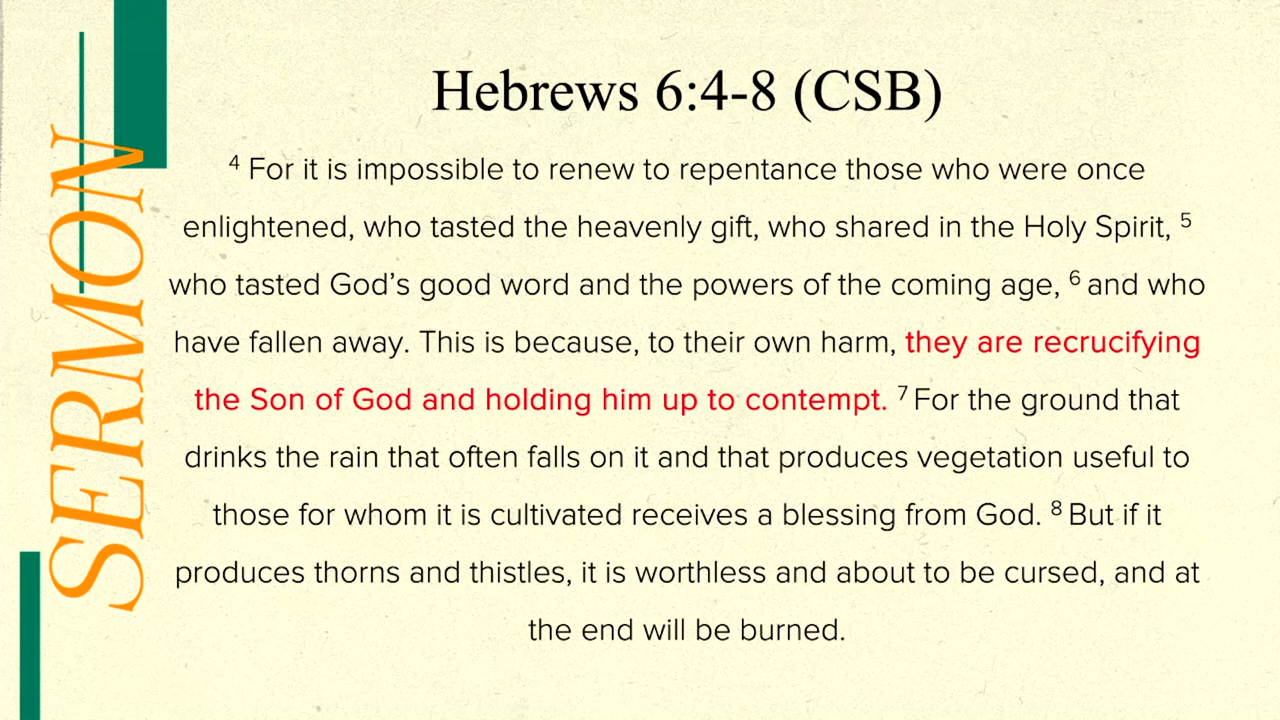 SERMON
Hebrews 6:4-8 (CSB)
⁴ For it is impossible to renew to repentance those who were once
enlightened, who tasted the heavenly gift, who shared in the Holy Spirit, ⁵
who tasted God’s good word and the powers of the coming age, ⁶ and who
have fallen away. This is because, to their own harm, they are recrucifying
the Son of God and holding him up to contempt. ⁷ For the ground that
drinks the rain that often falls on it and that produces vegetation useful to
those for whom it is cultivated receives a blessing from God. ⁸ But if it
produces thorns and thistles, it is worthless and about to be cursed, and at
the end will be burned.